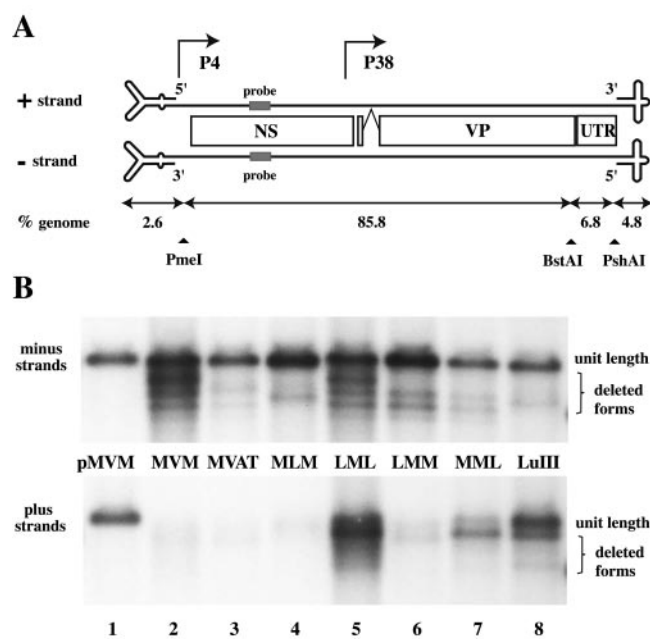 A
P4
P38
5'
3'
probe
+ strand
NS
VP
UTR
- strand
probe
3'
5'
% genome
2.6
85.8
6.8
4.8
PmeI
BstAI
PshAI
B
minus
strands
unit length
deleted
forms
pMVM MVM MVAT MLM LML LMM MML LuIII
plus
strands
unit length
deleted
forms
1 2 3 4 5 6 7 8